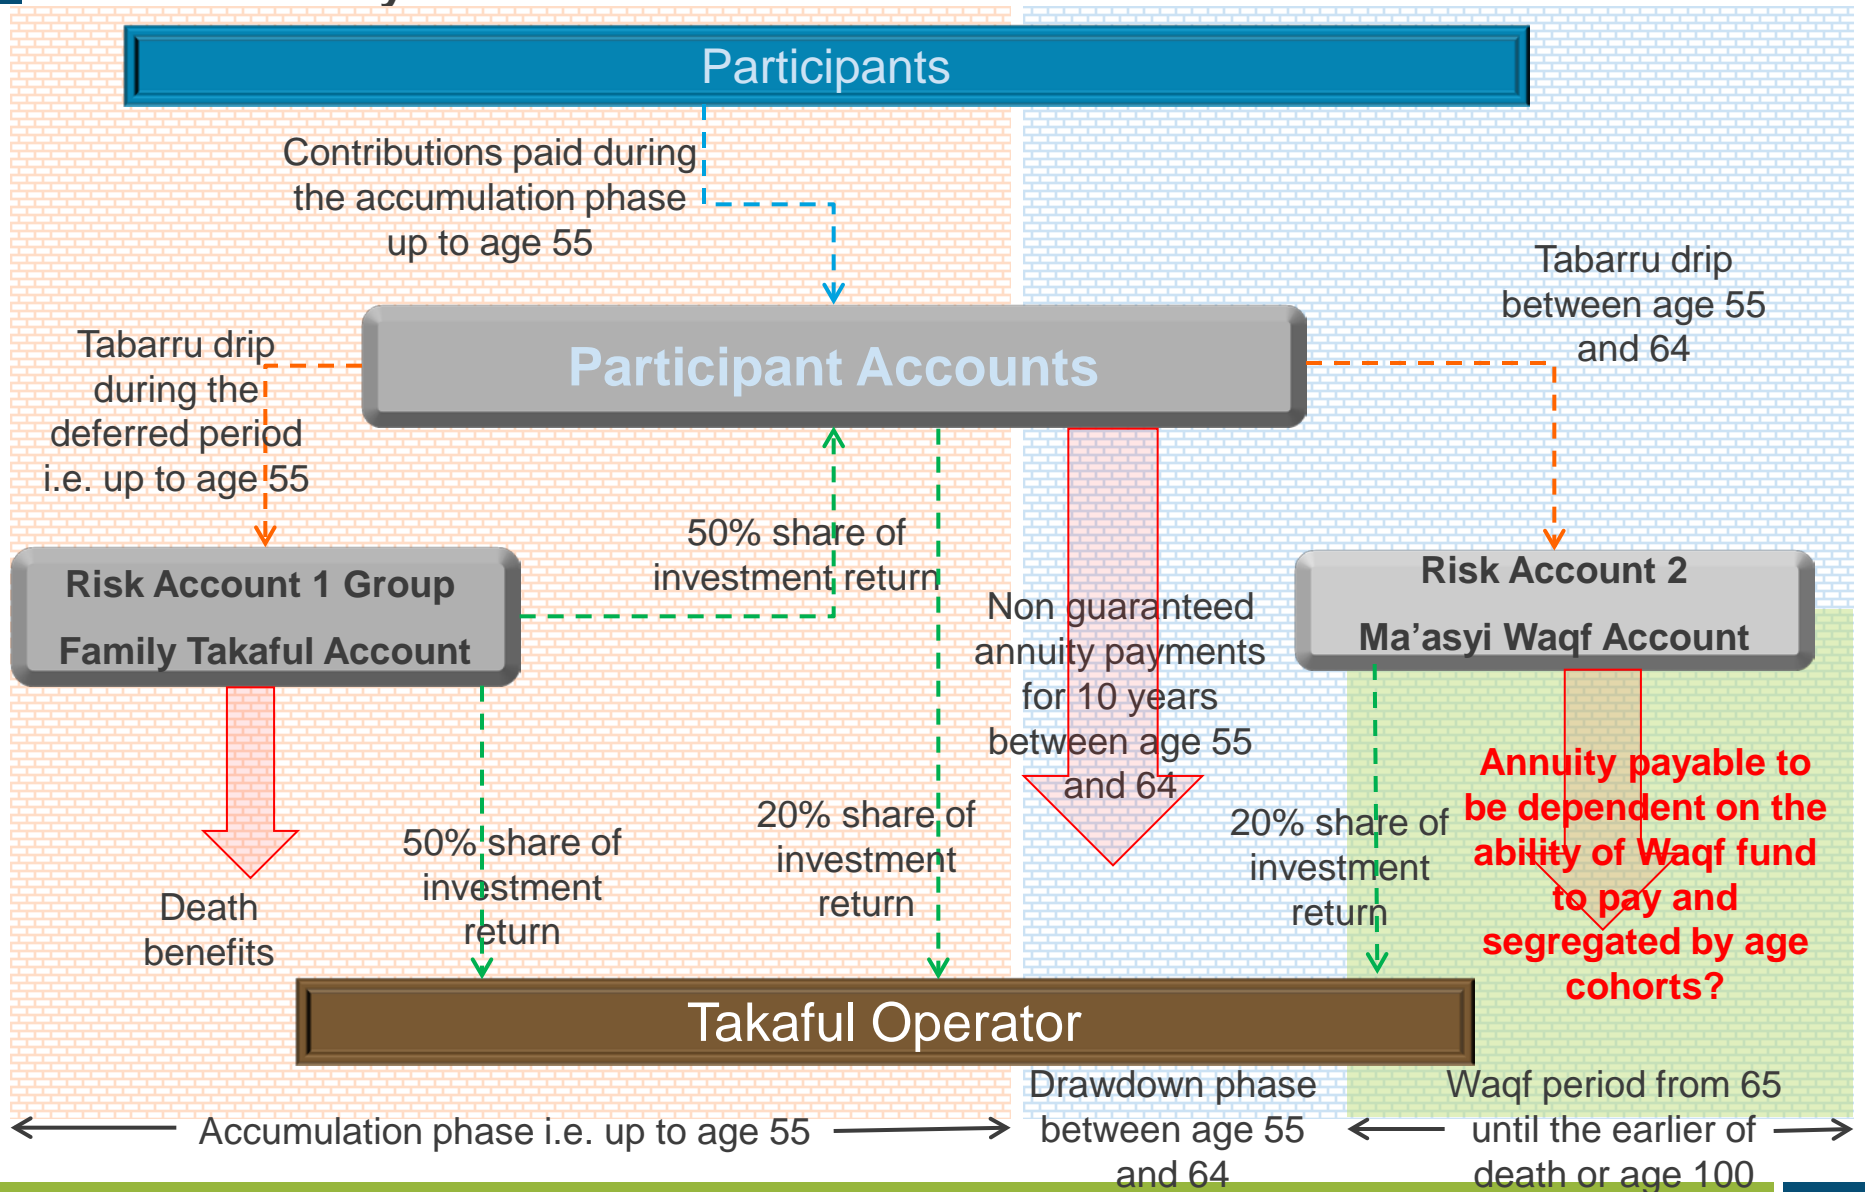 Participants
Contributions paid during
the accumulation phase
up to age 55
Tabarru drip
between age 55
and 64
Participant Accounts
Tabarru drip
during the
deferred period
i.e. up to age 55
50% share of
investment return
Risk Account 1 Group
Family Takaful Account
Non guaranteed
annuity payments
for 10 years
between age 55
and 64
Risk Account 2
Ma’asyi Waqf Account
Death
benefits
50% share of
investment
return
20% share of
investment
return
20% share of
investment
return
Annuity payable to
be dependent on the
ability of Waqf fund
to pay and
segregated by age
cohorts?
Takaful Operator
Accumulation phase i.e. up to age 55
Drawdown phase
between age 55
and 64
Waqf period from 65
until the earlier of
death or age 100